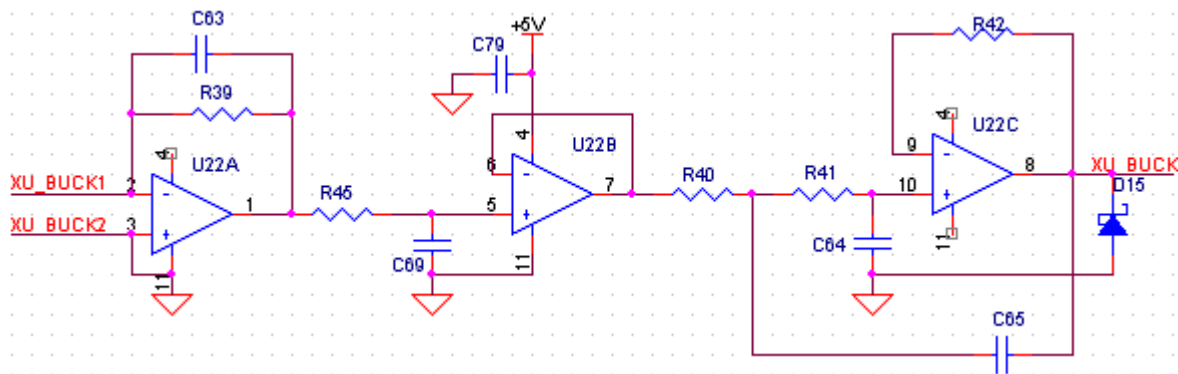 C63
R39
U22A
4
XU_BUCK1
2
1
XU_BUCK2
3
11
R45
C69
+5V
C79
4
U22B
6
7
5
11
R40
R41
C64
R42
4
U22C
9
8
10
11
XU_BUCK
D15
C65